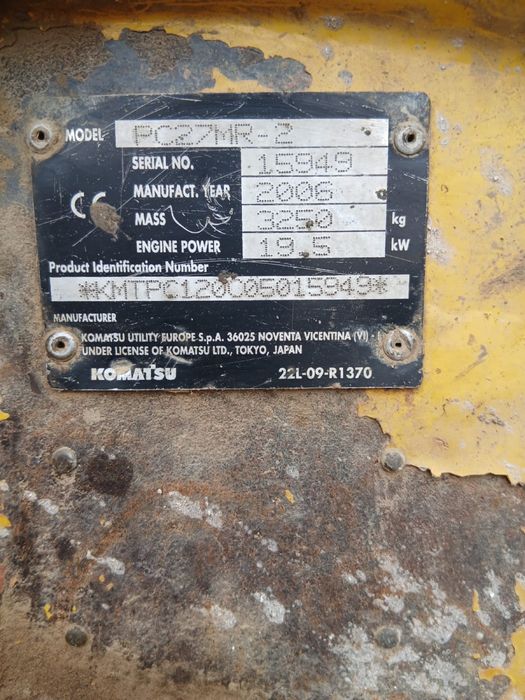 MODEL PC27MR-2
SERIAL NO. 15949
MANUFACT. YEAR 2006
CE MASS 3250 kg
ENGINE POWER 19.5 kW
Product Identification Number
*KMTPC120C05015949*
MANUFACTURER
KOMATSU UTILITY EUROPE S.p.A. 36025 NOVENTA VICENTINA (VI) -
UNDER LICENSE OF KOMATSU LTD., TOKYO, JAPAN
KOMATSU 22L-09-R1370